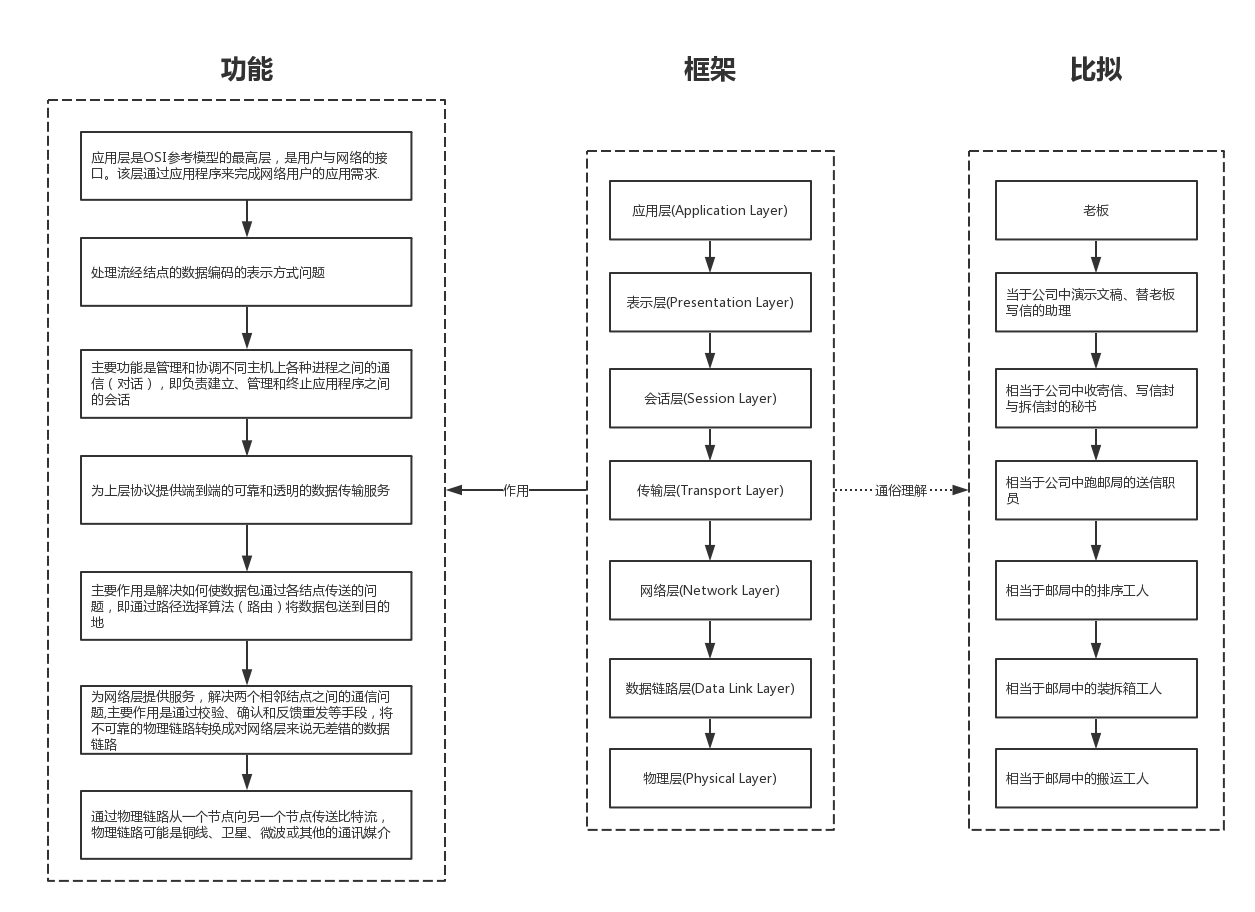 功能
应用层是OSI参考模型的最高层，是用户与网络的接
口。该层通过应用程序来完成网络用户的应用需求.
处理流经结点的数据编码的表示方式问题
主要功能是管理和协调不同主机上各种进程之间的通
信（对话），即负责建立、管理和终止应用程序之间
的会话
为上层协议提供端到端的可靠和透明的数据传输服务
主要作用是解决如何使数据包通过各结点传送的问
题，即通过路径选择算法（路由）将数据包送到目的
地
为网络层提供服务，解决两个相邻结点之间的通信问
题,主要作用是通过校验、确认和反馈重发等手段，将
不可靠的物理链路转换成对网络层来说无差错的数据
链路
通过物理链路从一个节点向另一个节点传送比特流，
物理链路可能是铜线、卫星、微波或其他的通讯媒介
作用
框架
应用层(Application Layer)
表示层(Presentation Layer)
会话层(Session Layer)
传输层(Transport Layer)
网络层(Network Layer)
数据链路层(Data Link Layer)
物理层(Physical Layer)
通俗理解
比拟
老板
当于公司中演示文稿、替老板
写信的助理
相当于公司中收寄信、写信封
与拆信封的秘书
相当于公司中跑邮局的送信职
员
相当于邮局中的排序工人
相当于邮局中的装拆箱工人
相当于邮局中的搬运工人